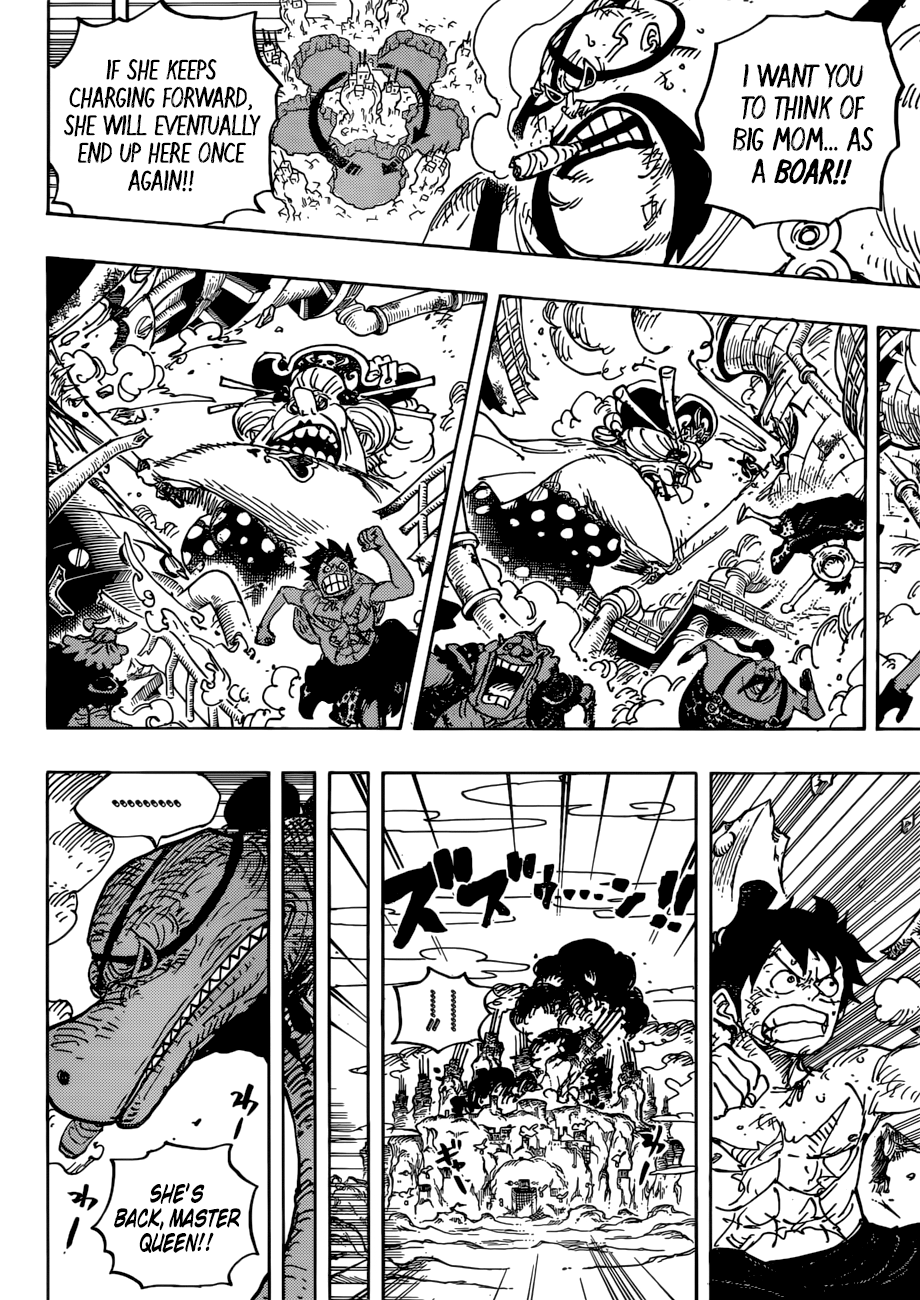 I WANT YOU
TO THINK OF
BIG MOM... AS
A BOAR!!
IF SHE KEEPS
CHARGING FORWARD,
SHE WILL EVENTUALLY
END UP HERE ONCE
AGAIN!!
ズズゥン……!!
……!!
………
SHE'S
BACK, MASTER
QUEEN!!